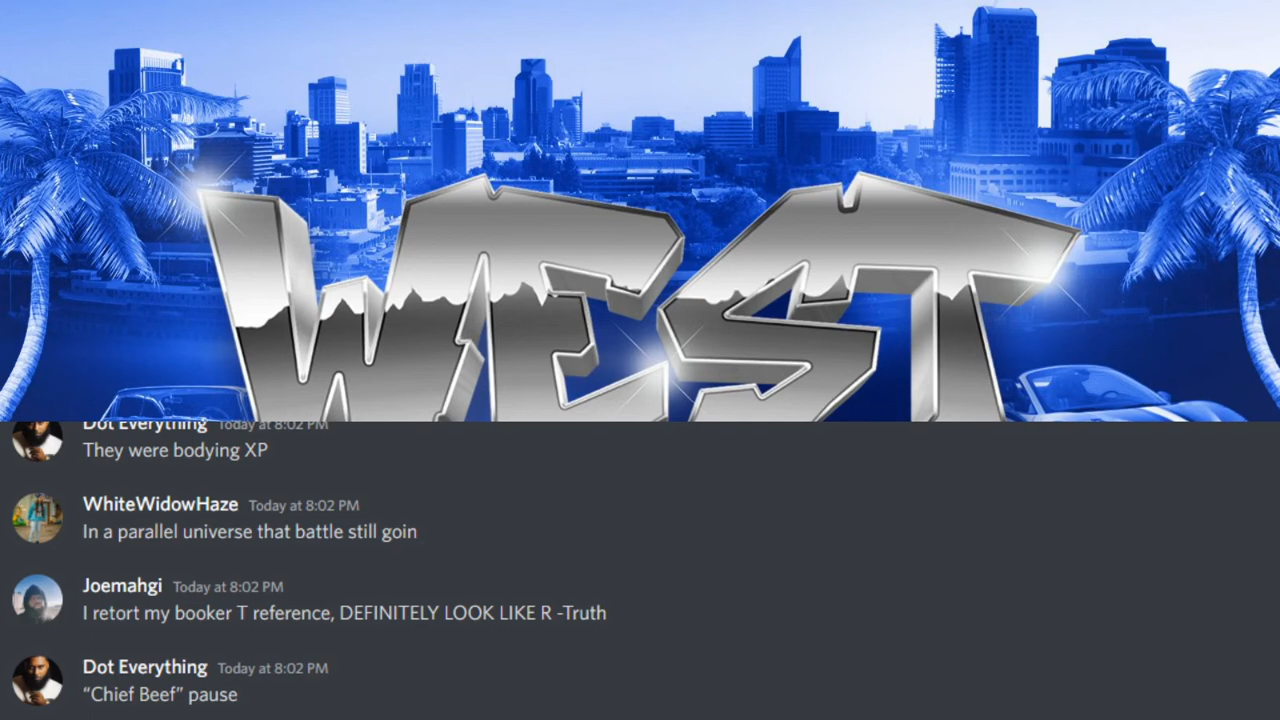 WEST
Dot Everything Today at 8:02 PM
They were bodying XP
WhiteWidowHaze Today at 8:02 PM
In a parallel universe that battle still goin
Joemahgi Today at 8:02 PM
I retort my booker T reference, DEFINITELY LOOK LIKE R -Truth
Dot Everything Today at 8:02 PM
“Chief Beef” pause